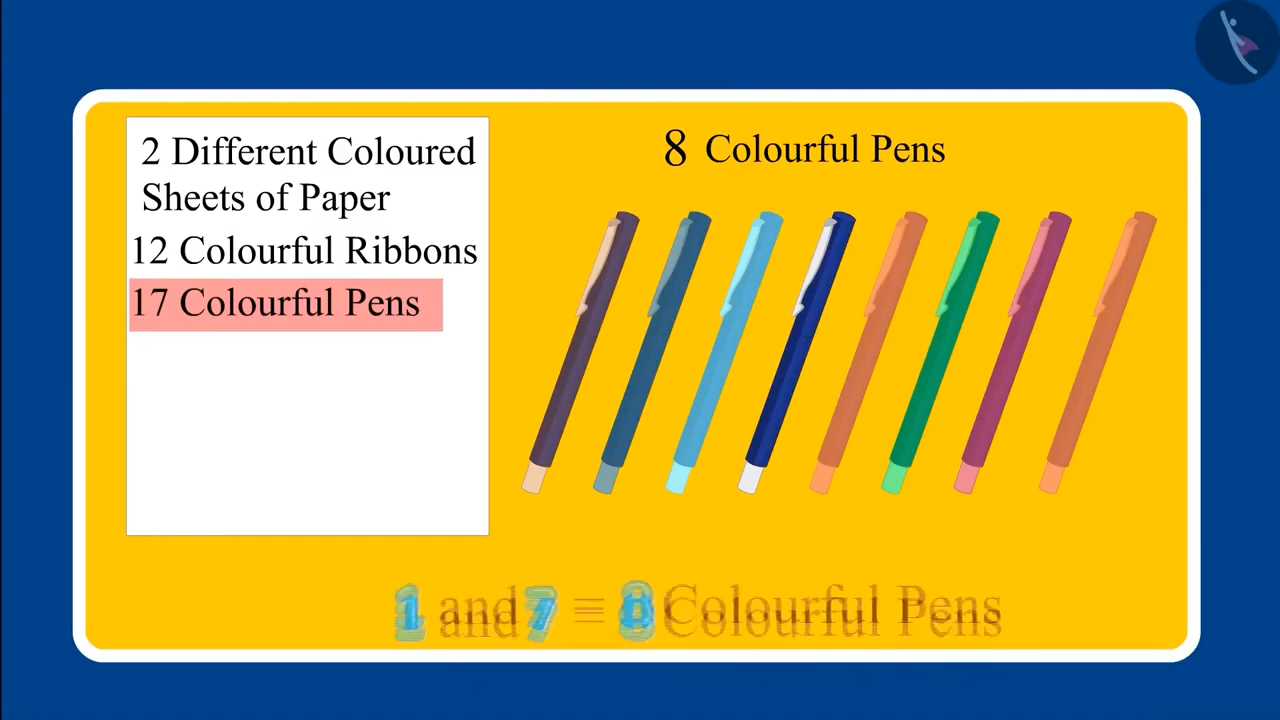 2 Different Coloured
Sheets of Paper
12 Colourful Ribbons
17 Colourful Pens
8 Colourful Pens
1 and 7 = 8 Colourful Pens